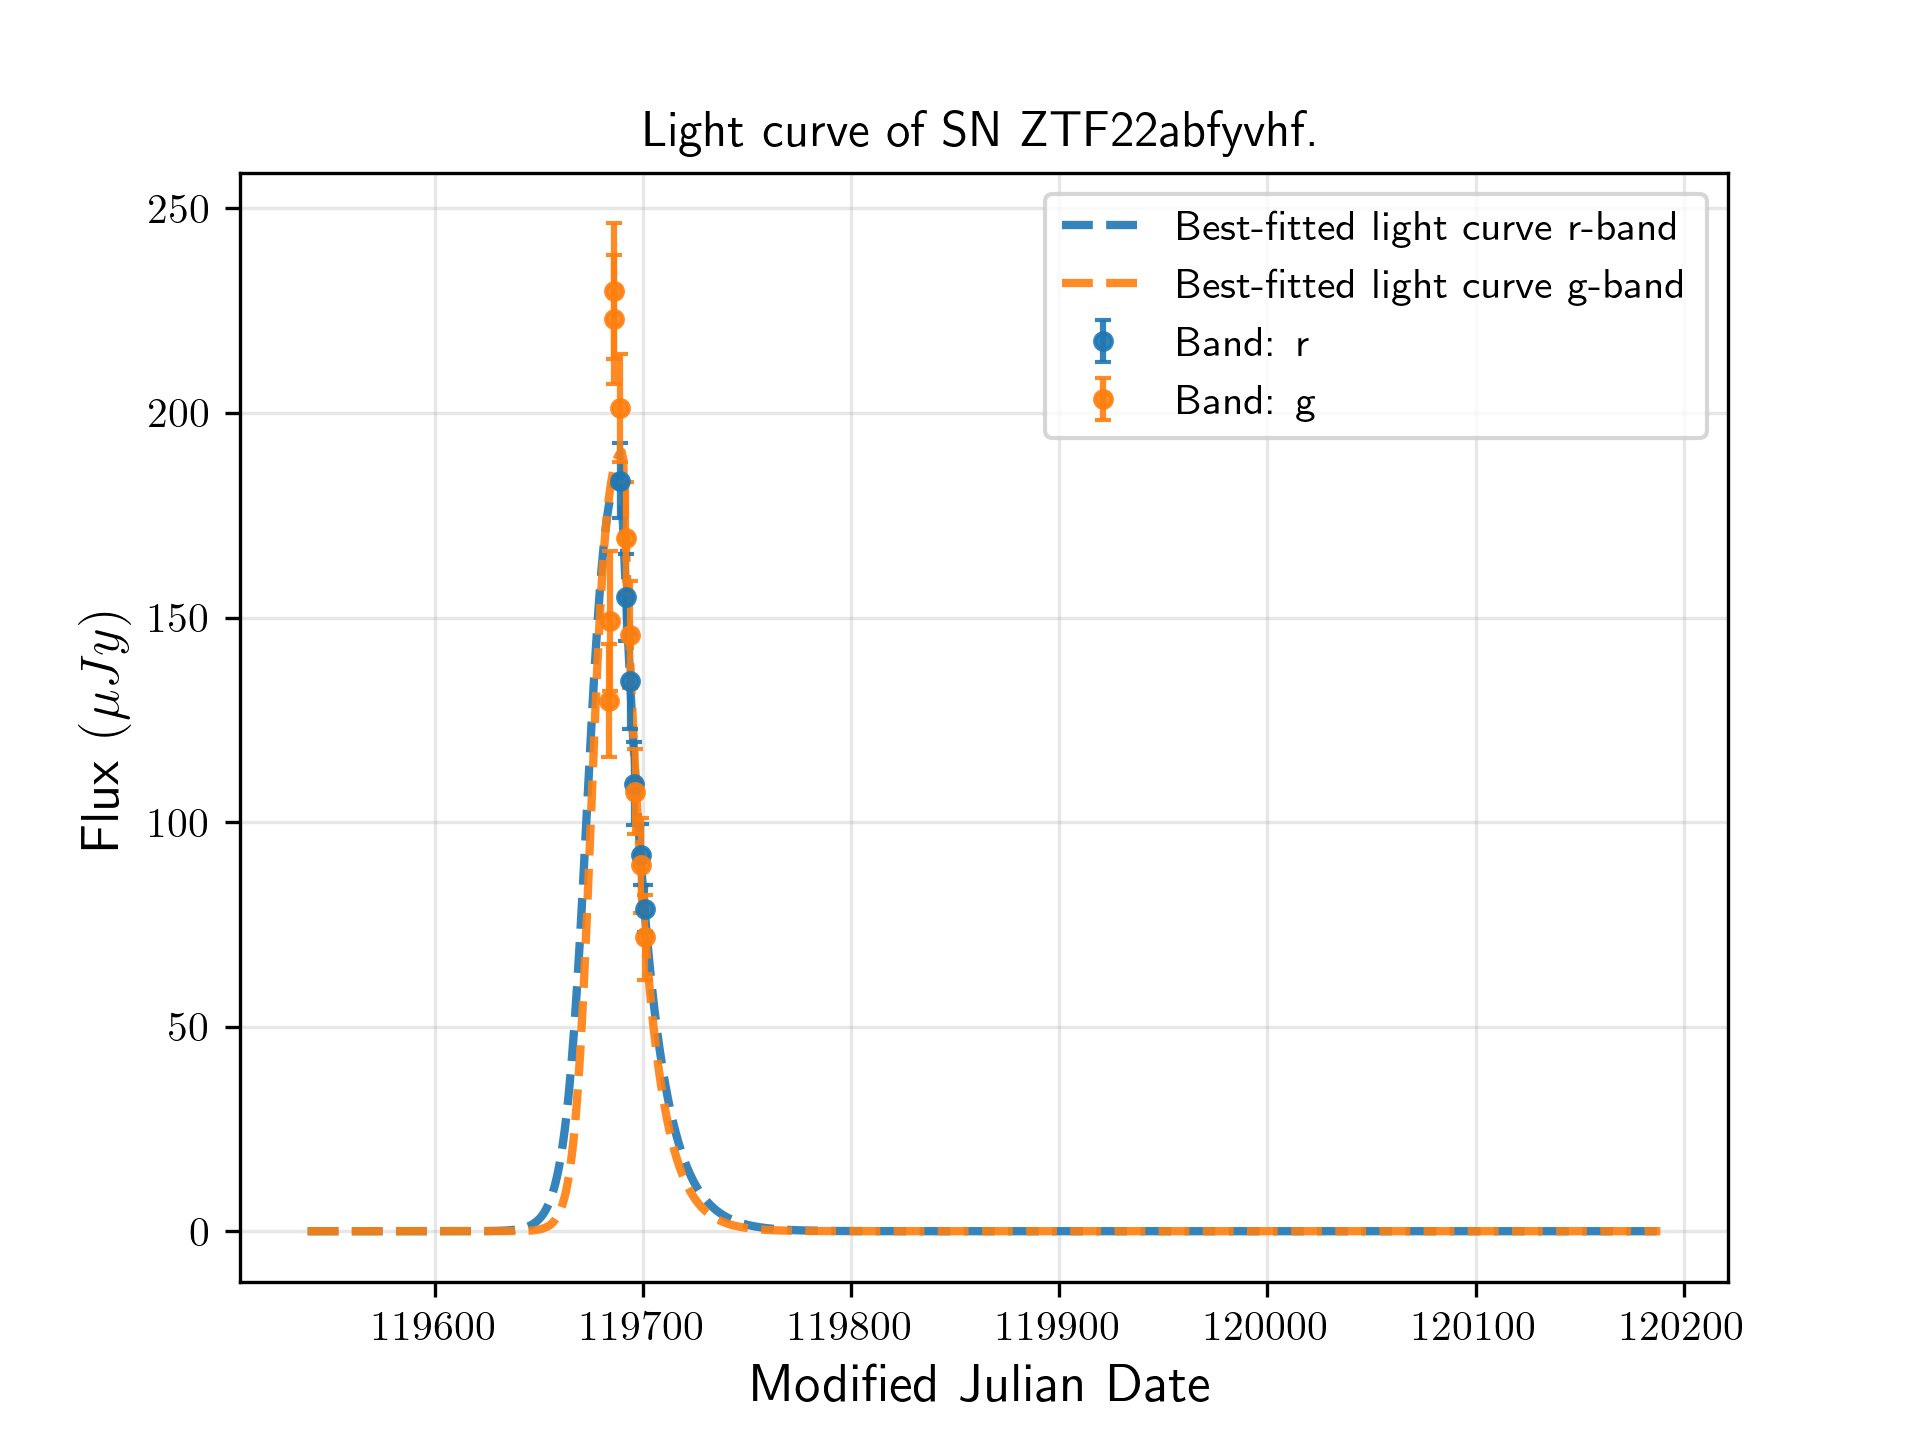 Light curve of SN ZTF22abfyvhf.
250
200
150
100
50
0
Flux (μJy)
Best-fitted light curve r-band
Best-fitted light curve g-band
Band: r
Band: g
119600 119700 119800 119900 120000 120100 120200
Modified Julian Date